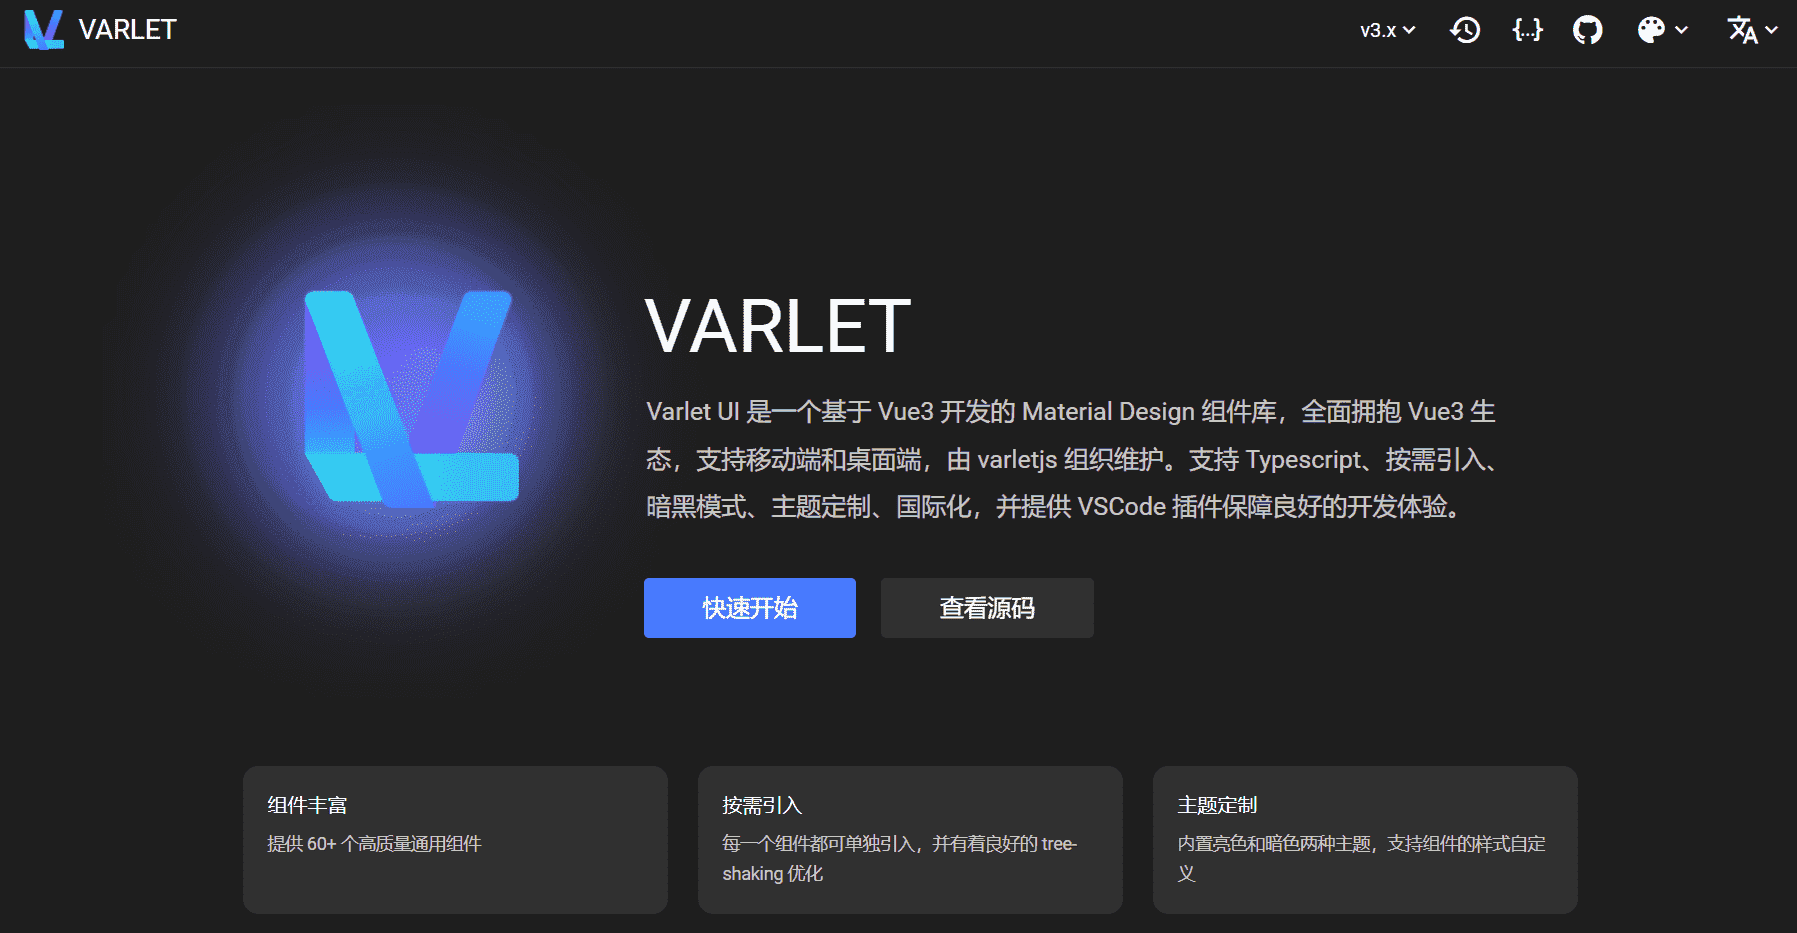 VARLET
v3.x
{...}
文A
VARLET
Varlet UI 是一个基于 Vue3 开发的 Material Design 组件库，全面拥抱 Vue3 生
态，支持移动端和桌面端，由 varletjs 组织维护。支持 Typescript、按需引入、
暗黑模式、主题定制、国际化，并提供 VSCode 插件保障良好的开发体验。
快速开始
查看源码
组件丰富
提供 60+ 个高质量通用组件
按需引入
每一个组件都可单独引入，并有着良好的 tree-
shaking 优化
主题定制
内置亮色和暗色两种主题，支持组件的样式自定
义